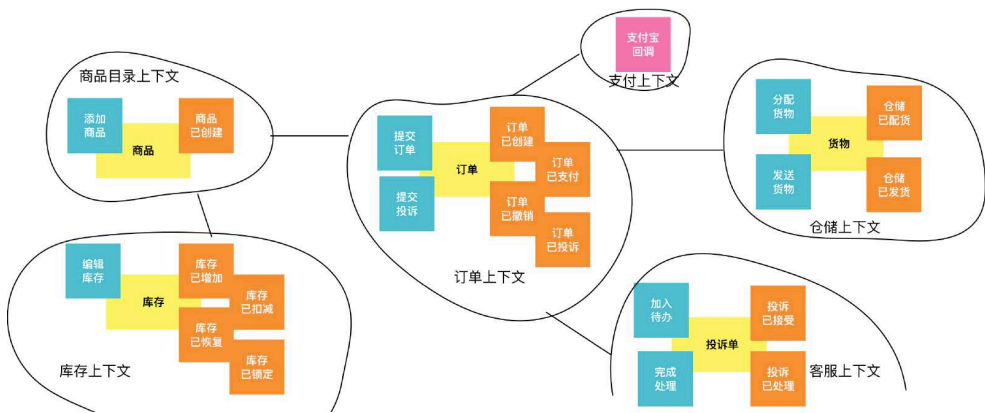 支付宝
回调
支付上下文
商品目录上下文
添加
商品
商品
已创建
商品
提交
订单
提交
投诉
订单
订单
已创建
订单
已支付
订单
已撤销
订单
已投诉
订单上下文
分配
货物
发送
货物
货物
仓储
已配货
仓储
已发货
仓储上下文
编辑
库存
库存
库存
已增加
库存
已扣减
库存
已恢复
库存
已锁定
库存上下文
加入
待办
完成
处理
投诉单
投诉
已接受
投诉
已处理
客服上下文